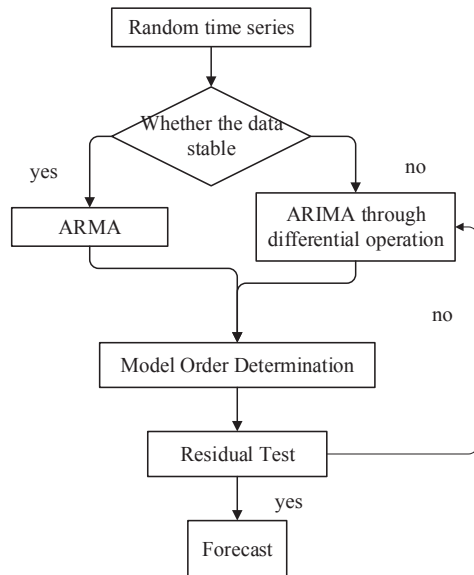 Random time series
Whether the data
stable
yes
no
ARMA
ARIMA through
differential operation
no
Model Order Determination
Residual Test
yes
Forecast